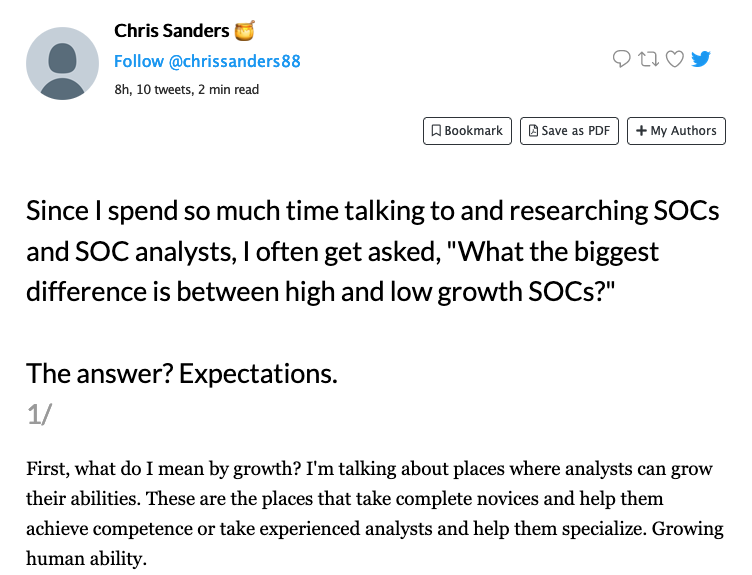 Chris Sanders 🍯
Follow @chrissanders88
8h, 10 tweets, 2 min read
Bookmark
Save as PDF
+ My Authors
Since I spend so much time talking to and researching SOCs
and SOC analysts, I often get asked, "What the biggest
difference is between high and low growth SOCs?"
The answer? Expectations.
1/
First, what do I mean by growth? I'm talking about places where analysts can grow
their abilities. These are the places that take complete novices and help them
achieve competence or take experienced analysts and help them specialize. Growing
human ability.